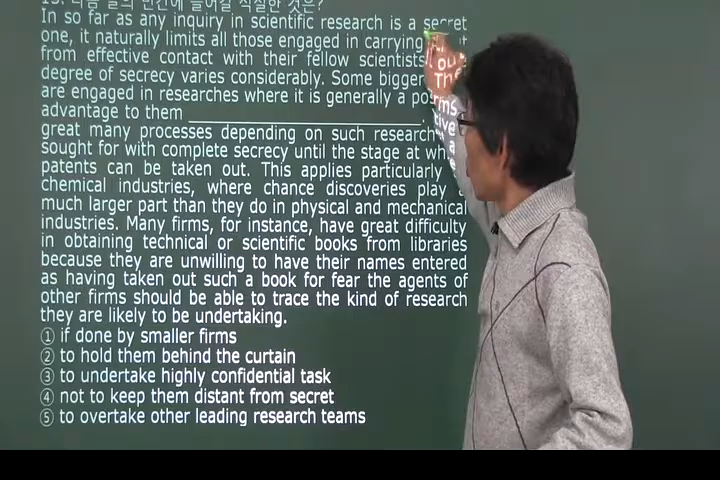 13. 다음 글의 빈칸에 들어갈 적절한 것은?
In so far as any inquiry in scientific research is a secret
one, it naturally limits all those engaged in carrying it out
from effective contact with their fellow scientists The
degree of secrecy varies considerably. Some bigger firms
are engaged in researches where it is generally a positive
advantage to them ______________________________. a
great many processes depending on such research are
sought for with complete secrecy until the stage at
patents can be taken out. This applies particularly
chemical industries, where chance discoveries play a
much larger part than they do in physical and mechanical
industries. Many firms, for instance, have great difficulty
in obtaining technical or scientific books from libraries
because they are unwilling to have their names entered
as having taken out such a book for fear the agents of
other firms should be able to trace the kind of research
they are likely to be undertaking.
① if done by smaller firms
② to hold them behind the curtain
③ to undertake highly confidential task
④ not to keep them distant from secret
⑤ to overtake other leading research teams